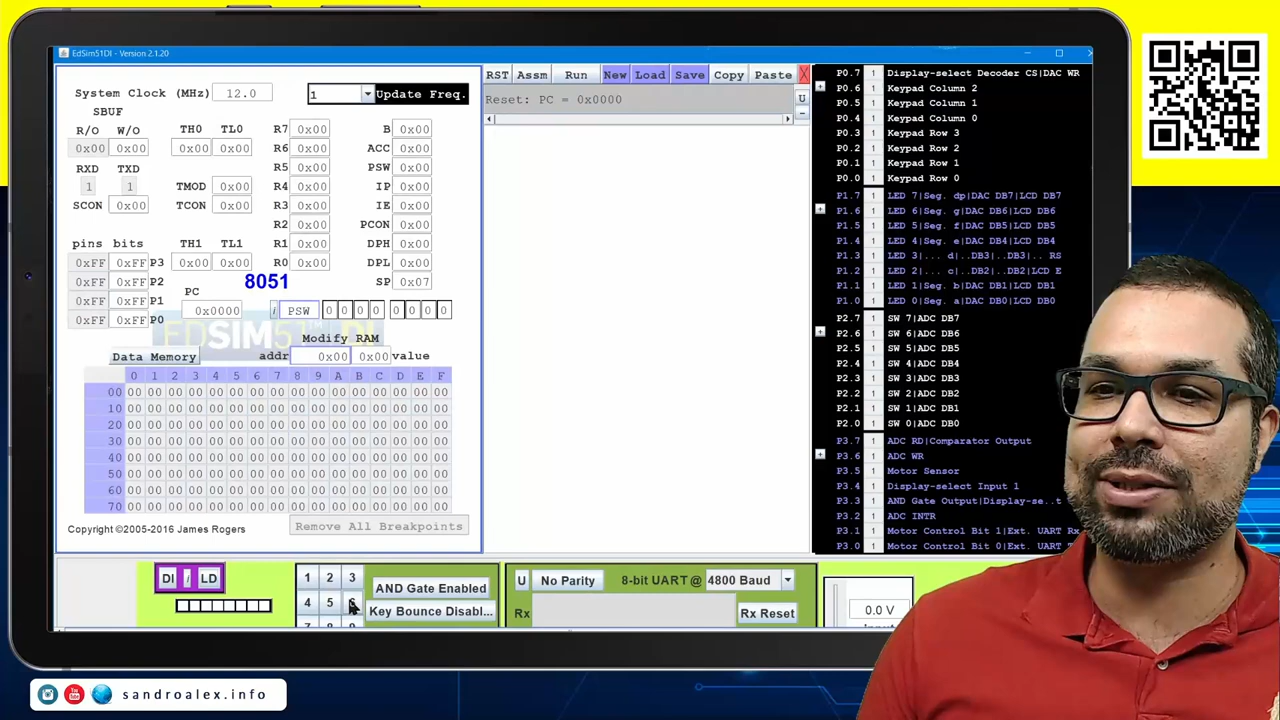 EdSim51DI - Version 2.1.20
System Clock (MHz) 12.0 1 Update Freq.
SBUF
R/O W/O TH0 TL0 R7 0x00 B 0x00
0x00 0x00 0x00 0x00 R6 0x00 ACC 0x00
RXD TXD R5 0x00 PSW 0x00
1 1 TMOD 0x00 R4 0x00 IP 0x00
SCON 0x00 TCON 0x00 R3 0x00 IE 0x00
R2 0x00 PCON 0x00
pins bits TH1 TL1 R1 0x00 DPH 0x00
0xFF 0xFF P3 0x00 0x00 R0 0x00 DPL 0x00
0xFF 0xFF P2 8051 SP 0x07
0xFF 0xFF P1 PC
0xFF 0xFF P0 0x0000 i PSW 0 0 0 0 0 0 0 0
EDSIM51 DI
Modify RAM
Data Memory addr 0x00 0x00 value
0 1 2 3 4 5 6 7 8 9 A B C D E F
00 00 00 00 00 00 00 00 00 00 00 00 00 00 00 00 00
10 00 00 00 00 00 00 00 00 00 00 00 00 00 00 00 00
20 00 00 00 00 00 00 00 00 00 00 00 00 00 00 00 00
30 00 00 00 00 00 00 00 00 00 00 00 00 00 00 00 00
40 00 00 00 00 00 00 00 00 00 00 00 00 00 00 00 00
50 00 00 00 00 00 00 00 00 00 00 00 00 00 00 00 00
60 00 00 00 00 00 00 00 00 00 00 00 00 00 00 00 00
70 00 00 00 00 00 00 00 00 00 00 00 00 00 00 00 00
Copyright ©2005-2016 James Rogers Remove All Breakpoints
RST Assm Run New Load Save Copy Paste X
Reset: PC = 0x0000 U
-
P0.7 1 Display-select Decoder CS|DAC WR
P0.6 1 Keypad Column 2
P0.5 1 Keypad Column 1
P0.4 1 Keypad Column 0
P0.3 1 Keypad Row 3
P0.2 1 Keypad Row 2
P0.1 1 Keypad Row 1
P0.0 1 Keypad Row 0
P1.7 1 LED 7|Seg. dp|DAC DB7|LCD DB7
P1.6 1 LED 6|Seg. g|DAC DB6|LCD DB6
P1.5 1 LED 5|Seg. f|DAC DB5|LCD DB5
P1.4 1 LED 4|Seg. e|DAC DB4|LCD DB4
P1.3 1 LED 3|... d|..DB3|..DB3|.. RS
P1.2 1 LED 2|... c|..DB2|..DB2|LCD E
P1.1 1 LED 1|Seg. b|DAC DB1|LCD DB1
P1.0 1 LED 0|Seg. a|DAC DB0|LCD DB0
P2.7 1 SW 7|ADC DB7
P2.6 1 SW 6|ADC DB6
P2.5 1 SW 5|ADC DB5
P2.4 1 SW 4|ADC DB4
P2.3 1 SW 3|ADC DB3
P2.2 1 SW 2|ADC DB2
P2.1 1 SW 1|ADC DB1
P2.0 1 SW 0|ADC DB0
P3.7 1 ADC RD|Comparator Output
P3.6 1 ADC WR
P3.5 1 Motor Sensor
P3.4 1 Display-select Input 1
P3.3 1 AND Gate Output|Display-se..t
P3.2 1 ADC INTR
P3.1 1 Motor Control Bit 1|Ext. UART Rx
P3.0 1 Motor Control Bit 0|Ext. UART T
DI i LD
1 2 3 AND Gate Enabled
4 5 6 Key Bounce Disabl...
7 8 9
U No Parity 8-bit UART @ 4800 Baud
Rx Rx Reset
0.0 V
sandroalex.info